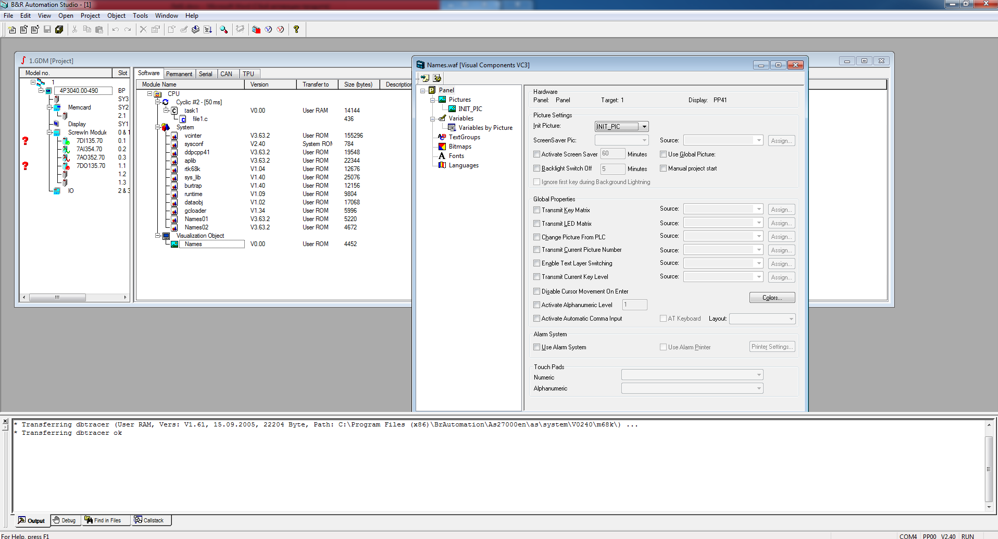 B&R Automation Studio - [1]
File Edit View Open Project Object Tools Window Help
1.GDM [Project]
Model no. Slot
1
4P3040.00-490 BP
SY3
Memcard SY2
2.1
Display SY1
Screwin Module 0 & 1
7DI135.70 0.1
7AI354.70 1.1
7AO352.70 0.3
7DO135.70 1.1
1.2
1.3
IO 2 & 3
Software Permanent Serial CAN TPU
Module Name Version Transfer to Size (bytes) Description
CPU
Cyclic #2 - [50 ms]
task1 V0.00 User RAM 14144
file1.c 436
System
vcinter V3.63.2 User ROM 155296
sysconf V2.40 System ROM 784
ddpcpp41 V3.63.2 User ROM 19540
aplib V3.63.2 User ROM 22344
rtk68k V1.04 User ROM 12676
sys_lib V1.40 User ROM 25076
burtrap V1.40 User ROM 12156
runtime V1.09 User ROM 9804
dataobj V1.02 User ROM 17068
gcloader V1.34 User ROM 5996
Names01 V3.63.2 User ROM 5220
Names02 V3.63.2 User ROM 4672
Visualization Object
Names V0.00 User ROM 4452
Names.waf [Visual Components VC3]
Panel
Pictures
INIT_PIC
Variables
Variables by Picture
TextGroups
Bitmaps
Fonts
Languages
Hardware
Panel: Panel Target: 1 Display: PP41
Picture Settings
Init Picture: INIT_PIC
ScreenSaver Pic: Source: Assign...
Activate Screen Saver 60 Minutes Use Global Picture:
Backlight Switch Off 5 Minutes Manual project start
Ignore first key during Background Lightning
Global Properties
Transmit Key Matrix Source: Assign...
Transmit LED Matrix Source: Assign...
Change Picture From PLC Source: Assign...
Transmit Current Picture Number Source: Assign...
Enable Text Layer Switching Source: Assign...
Transmit Current Key Level Source: Assign...
Disable Cursor Movement On Enter
Colors...
Activate Alphanumeric Level 1
Activate Automatic Comma Input AT Keyboard Layout:
Alarm System
Use Alarm System Use Alarm Printer Printer Settings...
Touch Pads
Numeric
Alphanumeric
* Transferring dbtracer (User RAM, Vers: V1.61, 15.09.2005, 22204 Byte, Path: C:\Program Files (x86)\BrAutomation\As27000en\as\system\V0240\m68k\) ...
* Transferring dbtracer ok
Output Debug Find in Files Callstack
For Help, press F1
COM4 PP00 V2.40 RUN